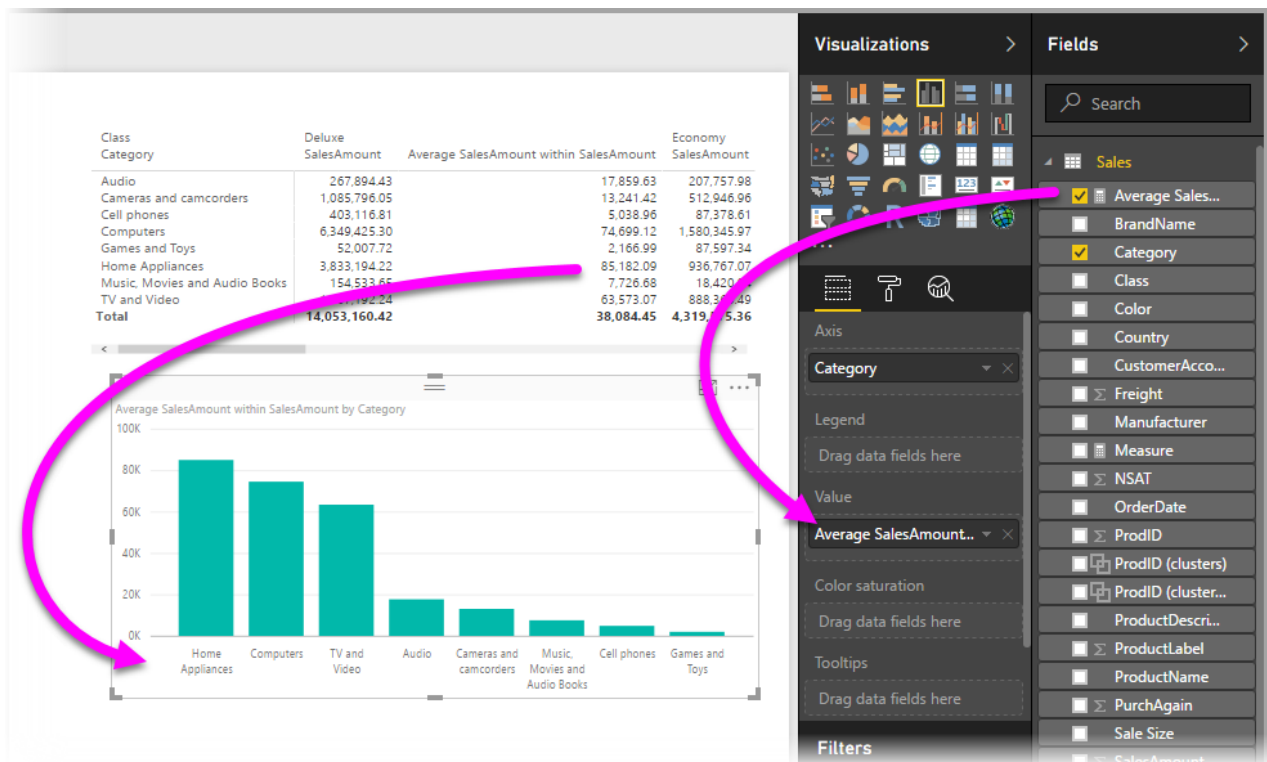 Visualizations
Fields
Search
Class Deluxe Economy
Category SalesAmount Average SalesAmount within SalesAmount SalesAmount
Audio 267,894.43 17,859.63 207,757.98
Cameras and camcorders 1,085,796.05 13,241.42 512,946.96
Cell phones 403,116.81 5,038.96 87,378.61
Computers 6,349,425.30 74,699.12 1,580,345.97
Games and Toys 52,007.72 2,166.99 87,597.34
Home Appliances 3,833,194.22 85,182.09 936,767.07
Music, Movies and Audio Books 154,533.65 7,726.68
TV and Video 63,573.07
Total 14,053,160.42 38,084.45
Average SalesAmount within SalesAmount by Category
100K
80K
60K
40K
20K
0K
Home Computers TV and Audio Cameras and Music, Cell phones Games and
Appliances Video camcorders Movies and Toys
Audio Books
R
123
Axis
Category
Legend
Drag data fields here
Value
Average SalesAmount...
Color saturation
Drag data fields here
Tooltips
Drag data fields here
Filters
Sales
Average Sales...
BrandName
Category
Class
Color
Country
CustomerAcco...
Freight
Manufacturer
Measure
NSAT
OrderDate
ProdID
ProdID (clusters)
ProdID (cluster...
ProductDescri...
ProductLabel
ProductName
PurchAgain
Sale Size
SalesAmount